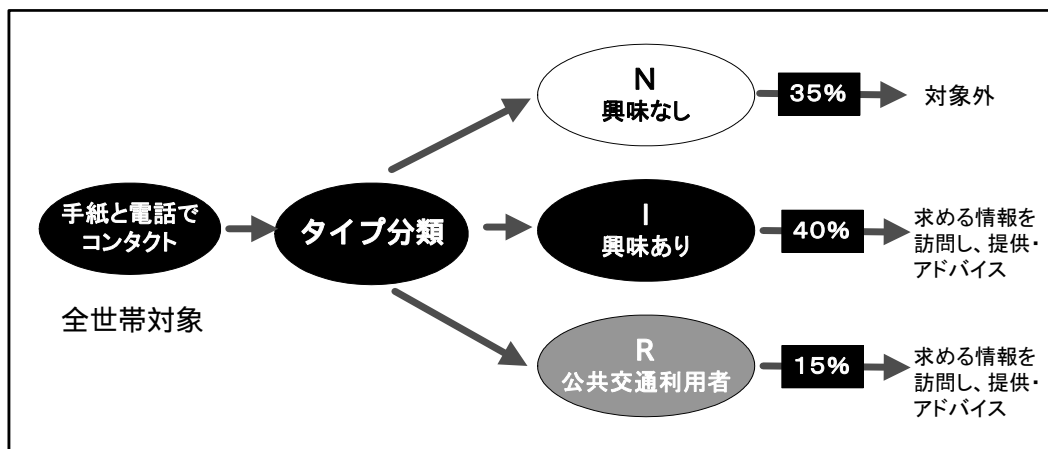 N
興味なし
35%
対象外
手紙と電話で
コンタクト
全世帯対象
タイプ分類
I
興味あり
40%
求める情報を
訪問し、提供・
アドバイス
R
公共交通利用者
15%
求める情報を
訪問し、提供・
アドバイス